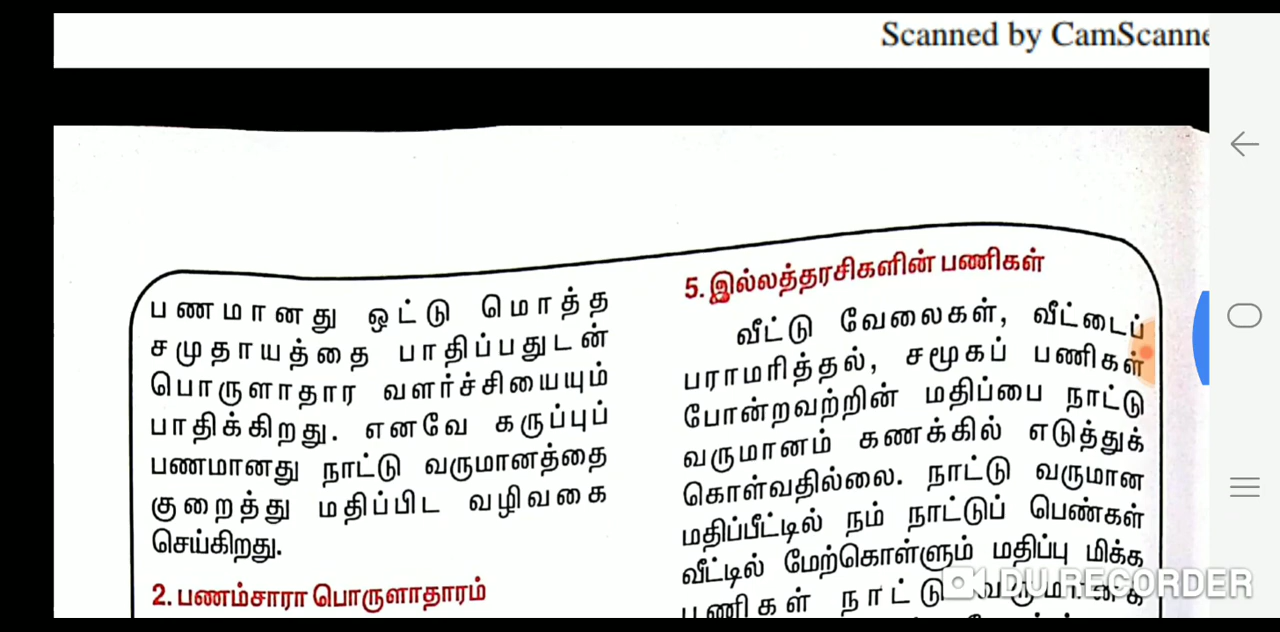 Scanned by CamScanne
பணமானது ஒட்டு மொத்த
சமுதாயத்தை பாதிப்பதுடன்
பொருளாதார வளர்ச்சியையும்
பாதிக்கிறது. எனவே கருப்புப்
பணமானது நாட்டு வருமானத்தை
குறைத்து மதிப்பிட வழிவகை
செய்கிறது.
2. பணம்சாரா பொருளாதாரம்
5. இல்லத்தரசிகளின் பணிகள்
வீட்டு வேலைகள், வீட்டைப்
பராமரித்தல், சமூகப் பணிகள்
போன்றவற்றின் மதிப்பை நாட்டு
வருமானம் கணக்கில் எடுத்துக்
கொள்வதில்லை. நாட்டு வருமான
மதிப்பீட்டில் நம் நாட்டுப் பெண்கள்
வீட்டில் மேற்கொள்ளும் மதிப்பு மிக்க
பணிகள் நாட்டு
DU RECORDER